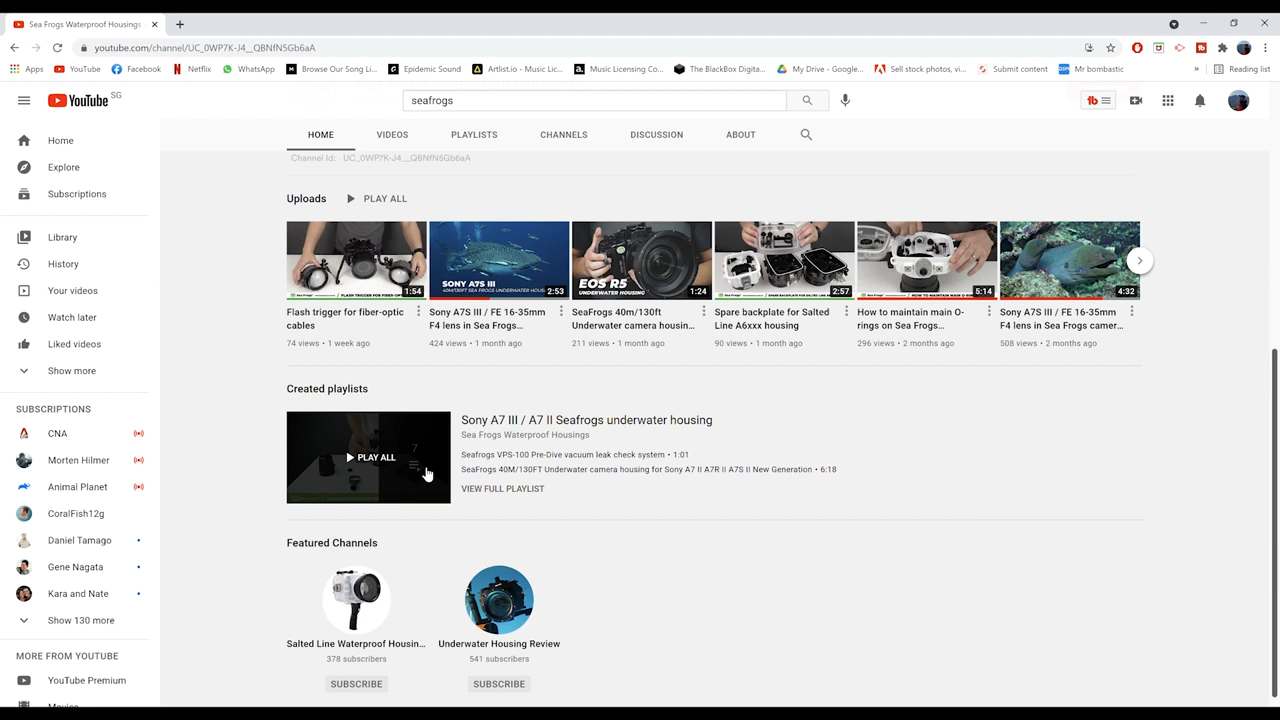 Sea Frogs Waterproof Housings
youtube.com/channel/UC_0WP7K-J4__QBNfN5Gb6aA
Apps YouTube Facebook Netflix WhatsApp Browse Our Song Li... Epidemic Sound Artlist.io - Music Lic... Music Licensing Co... The BlackBox Digita... My Drive - Google... Sell stock photos, vi... Submit content Mr bombastic » Reading list
YouTube SG
seafrogs
HOME VIDEOS PLAYLISTS CHANNELS DISCUSSION ABOUT
Channel Id: UC_0WP7K-J4__QBNfN5Gb6aA
Home
Explore
Subscriptions
Library
History
Your videos
Watch later
Liked videos
Show more
SUBSCRIPTIONS
CNA
Morten Hilmer
Animal Planet
CoralFish12g
Daniel Tamago
Gene Nagata
Kara and Nate
Show 130 more
MORE FROM YOUTUBE
YouTube Premium
Movies
Uploads PLAY ALL
1:54
SONY A7S III
2:53
EOS R5
UNDERWATER HOUSING
1:24
2:57
5:14
4:32
Flash trigger for fiber-optic
cables
74 views • 1 week ago
Sony A7S III / FE 16-35mm
F4 lens in Sea Frogs...
424 views • 1 month ago
SeaFrogs 40m/130ft
Underwater camera housin...
211 views • 1 month ago
Spare backplate for Salted
Line A6xxx housing
90 views • 1 month ago
How to maintain main O-
rings on Sea Frogs...
296 views • 2 months ago
Sony A7S III / FE 16-35mm
F4 lens in Sea Frogs camer...
508 views • 2 months ago
Created playlists
7
PLAY ALL
Sony A7 III / A7 II Seafrogs underwater housing
Sea Frogs Waterproof Housings
Seafrogs VPS-100 Pre-Dive vacuum leak check system • 1:01
SeaFrogs 40M/130FT Underwater camera housing for Sony A7 II A7R II A7S II New Generation • 6:18
VIEW FULL PLAYLIST
Featured Channels
Salted Line Waterproof Housin...
378 subscribers
SUBSCRIBE
Underwater Housing Review
541 subscribers
SUBSCRIBE